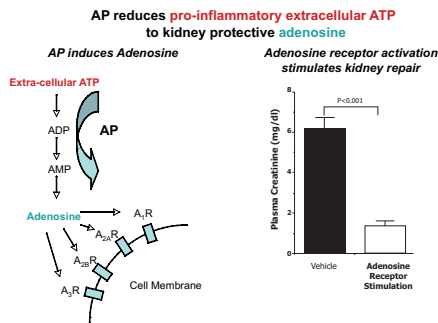 AP reduces pro-inflammatory extracellular ATP
to kidney protective adenosine
AP induces Adenosine
Extra-cellular ATP
ADP
AP
AMP
Adenosine
A1R
A2AR
A2BR
A3R
Cell Membrane
Adenosine receptor activation
stimulates kidney repair
P<0.001
Plasma Creatinine (mg/dl)
8
6
4
2
0
Vehicle
Adenosine
Receptor
Stimulation